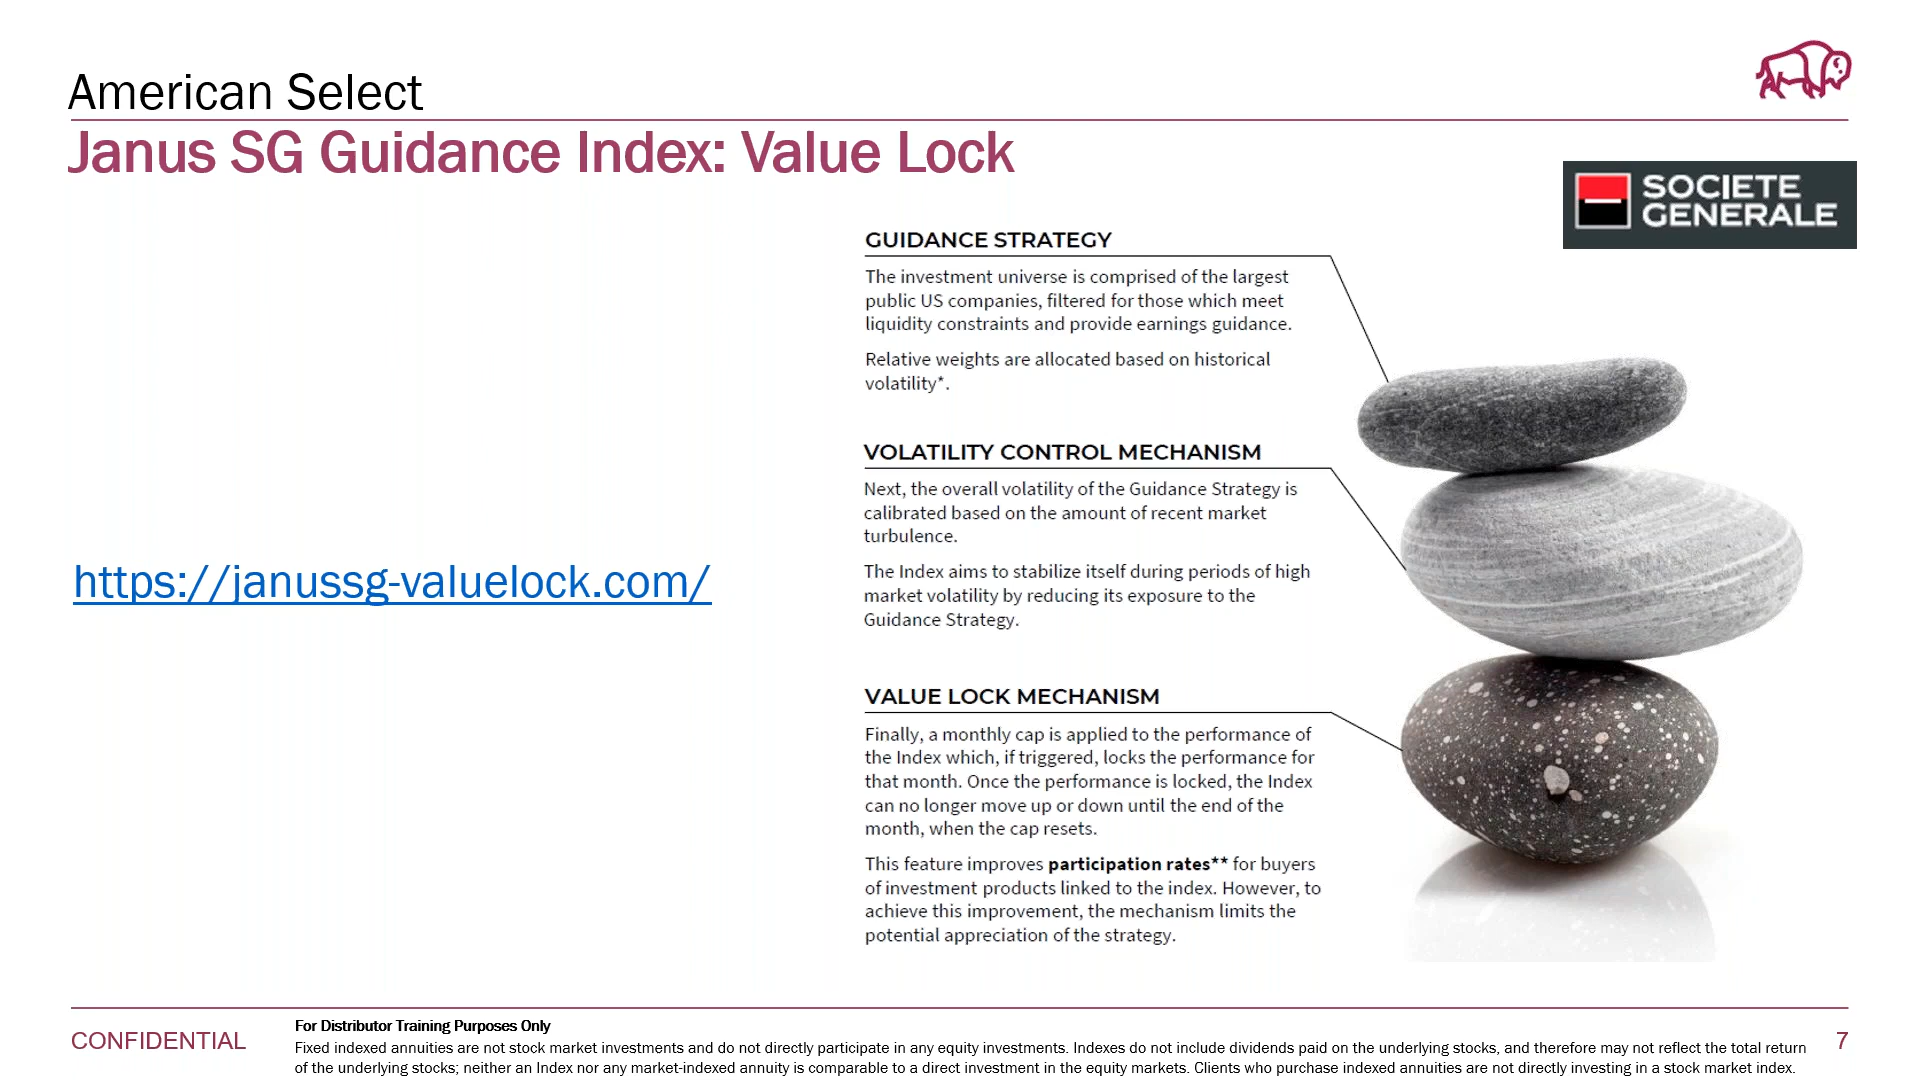 American Select
Janus SG Guidance Index: Value Lock
SOCIETE
GENERALE
GUIDANCE STRATEGY
The investment universe is comprised of the largest
public US companies, filtered for those which meet
liquidity constraints and provide earnings guidance.
Relative weights are allocated based on historical
volatility*.
VOLATILITY CONTROL MECHANISM
Next, the overall volatility of the Guidance Strategy is
calibrated based on the amount of recent market
turbulence.
The Index aims to stabilize itself during periods of high
market volatility by reducing its exposure to the
Guidance Strategy.
https://janussg-valuelock.com/
VALUE LOCK MECHANISM
Finally, a monthly cap is applied to the performance of
the Index which, if triggered, locks the performance for
that month. Once the performance is locked, the Index
can no longer move up or down until the end of the
month, when the cap resets.
This feature improves participation rates** for buyers
of investment products linked to the index. However, to
achieve this improvement, the mechanism limits the
potential appreciation of the strategy.
CONFIDENTIAL
For Distributor Training Purposes Only
Fixed indexed annuities are not stock market investments and do not directly participate in any equity investments. Indexes do not include dividends paid on the underlying stocks, and therefore may not reflect the total return
of the underlying stocks; neither an Index nor any market-indexed annuity is comparable to a direct investment in the equity markets. Clients who purchase indexed annuities are not directly investing in a stock market index.
7